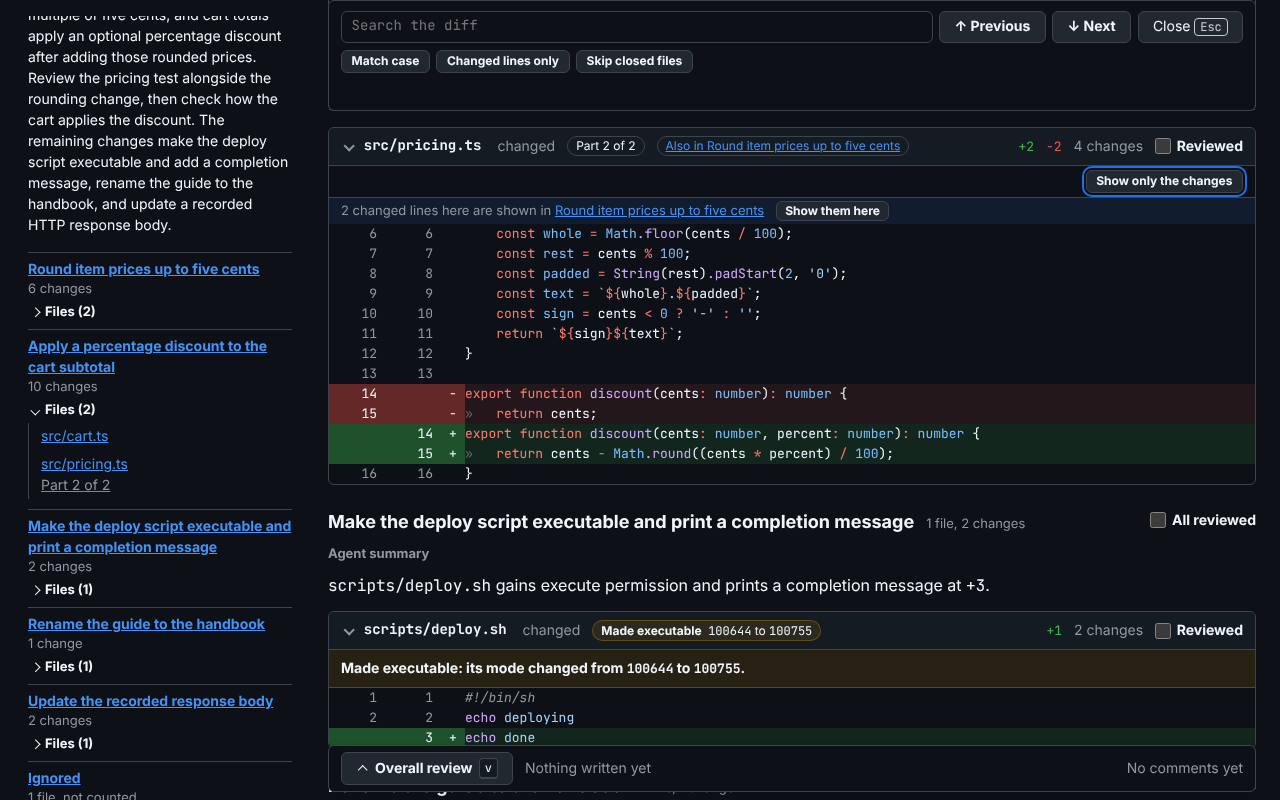 multiple of five cents, and cart totals
apply an optional percentage discount
after adding those rounded prices.
Review the pricing test alongside the
rounding change, then check how the
cart applies the discount. The
remaining changes make the deploy
script executable and add a completion
message, rename the guide to the
handbook, and update a recorded
HTTP response body.
Round item prices up to five cents
6 changes
Files (2)
Apply a percentage discount to the
cart subtotal
10 changes
Files (2)
src/cart.ts
src/pricing.ts
Part 2 of 2
Make the deploy script executable and
print a completion message
2 changes
Files (1)
Rename the guide to the handbook
1 change
Files (1)
Update the recorded response body
2 changes
Files (1)
Ignored
1 file, not counted
Search the diff
↑ Previous ↓ Next Close Esc
Match case Changed lines only Skip closed files
src/pricing.ts changed Part 2 of 2 Also in Round item prices up to five cents +2 -2 4 changes Reviewed
Show only the changes
2 changed lines here are shown in Round item prices up to five cents Show them here
6 6 const whole = Math.floor(cents / 100);
7 7 const rest = cents % 100;
8 8 const padded = String(rest).padStart(2, '0');
9 9 const text = `${whole}.${padded}`;
10 10 const sign = cents < 0 ? '-' : '';
11 11 return `${sign}${text}`;
12 12 }
13 13
14 - export function discount(cents: number): number {
15 - » return cents;
14 + export function discount(cents: number, percent: number): number {
15 + » return cents - Math.round((cents * percent) / 100);
16 16 }
Make the deploy script executable and print a completion message 1 file, 2 changes All reviewed
Agent summary
scripts/deploy.sh gains execute permission and prints a completion message at +3.
scripts/deploy.sh changed Made executable 100644 to 100755 +1 2 changes Reviewed
Made executable: its mode changed from 100644 to 100755.
1 1 #!/bin/sh
2 2 echo deploying
3 + echo done
Overall review v Nothing written yet No comments yet